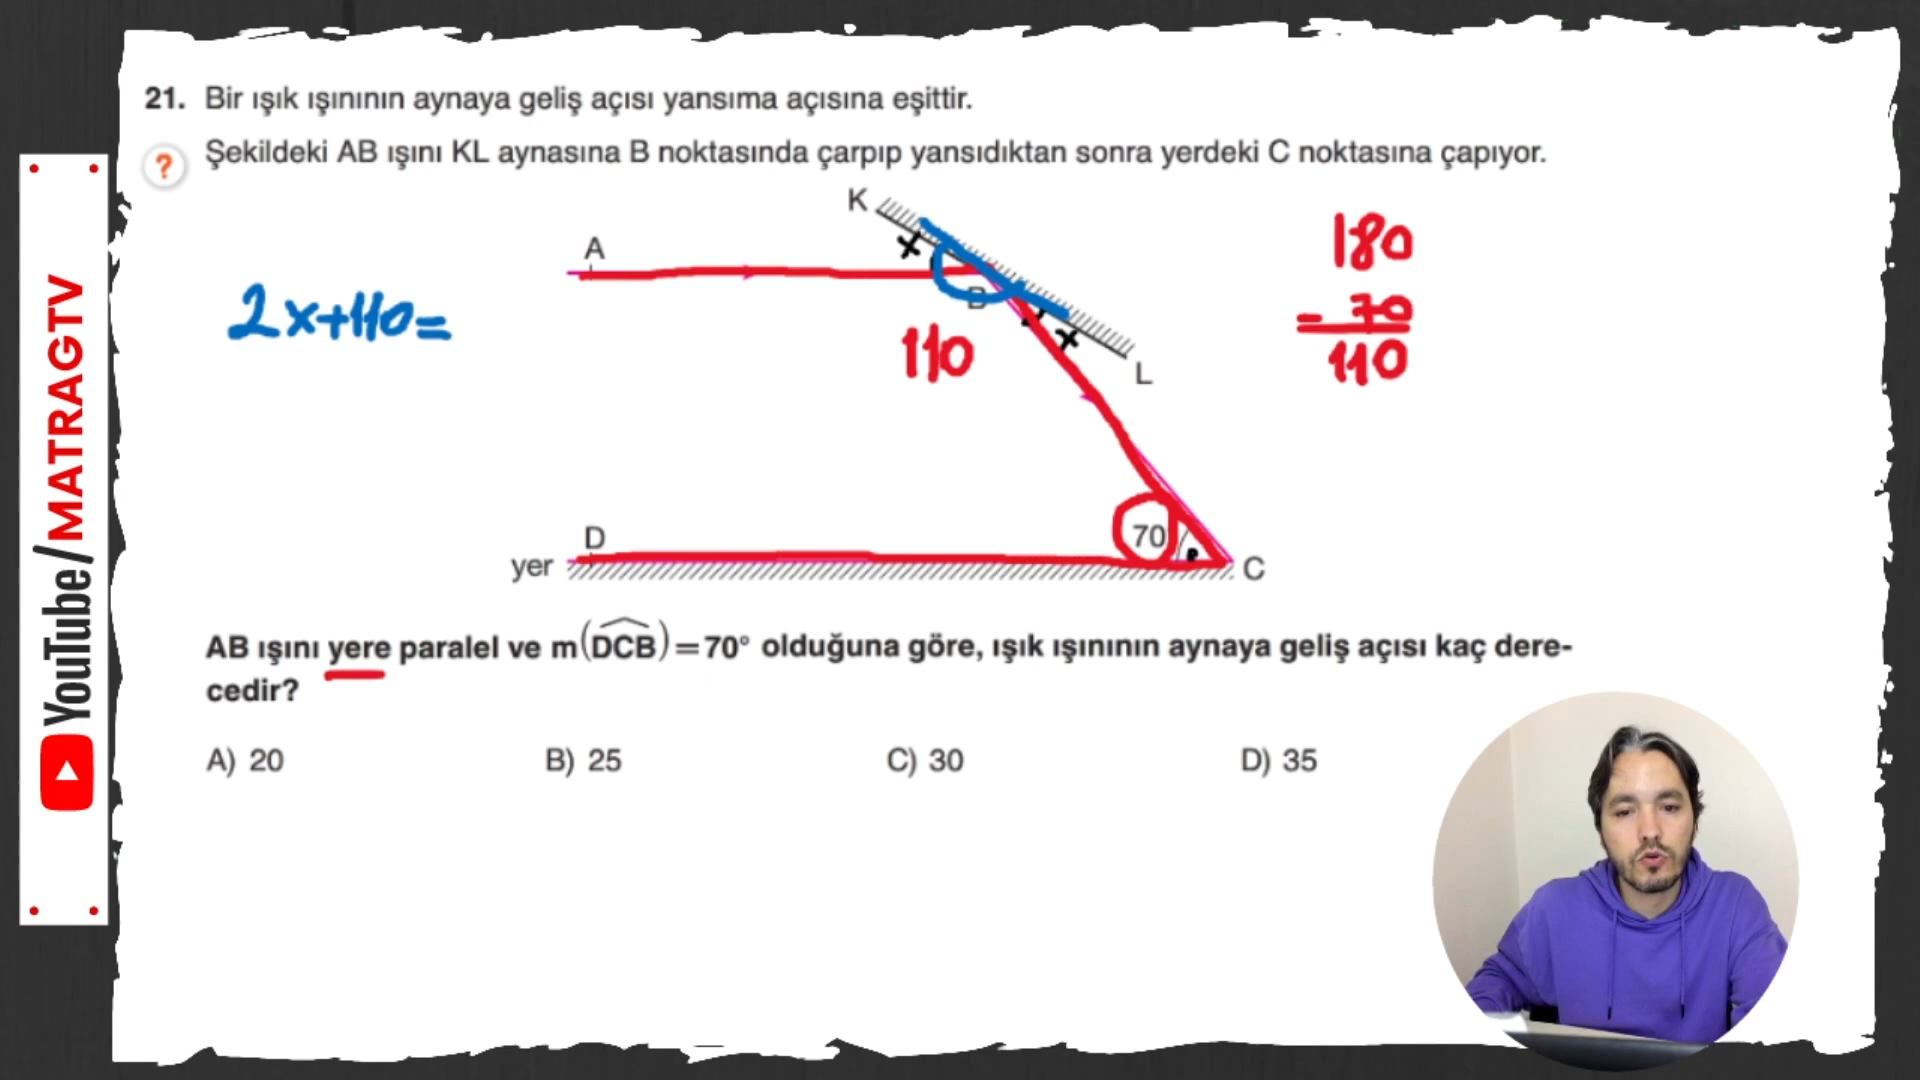 YouTube/MATRAGTV
21. Bir ışık ışınının aynaya geliş açısı yansıma açısına eşittir.
? Şekildeki AB ışını KL aynasına B noktasında çarpıp yansıdıktan sonra yerdeki C noktasına çapıyor.
K
x
A
B
x
L
2x+110=
110
180
- 70
110
D
70
yer
C
AB ışını yere paralel ve m(DCB)=70° olduğuna göre, ışık ışınının aynaya geliş açısı kaç dere-
cedir?
A) 20 B) 25 C) 30 D) 35